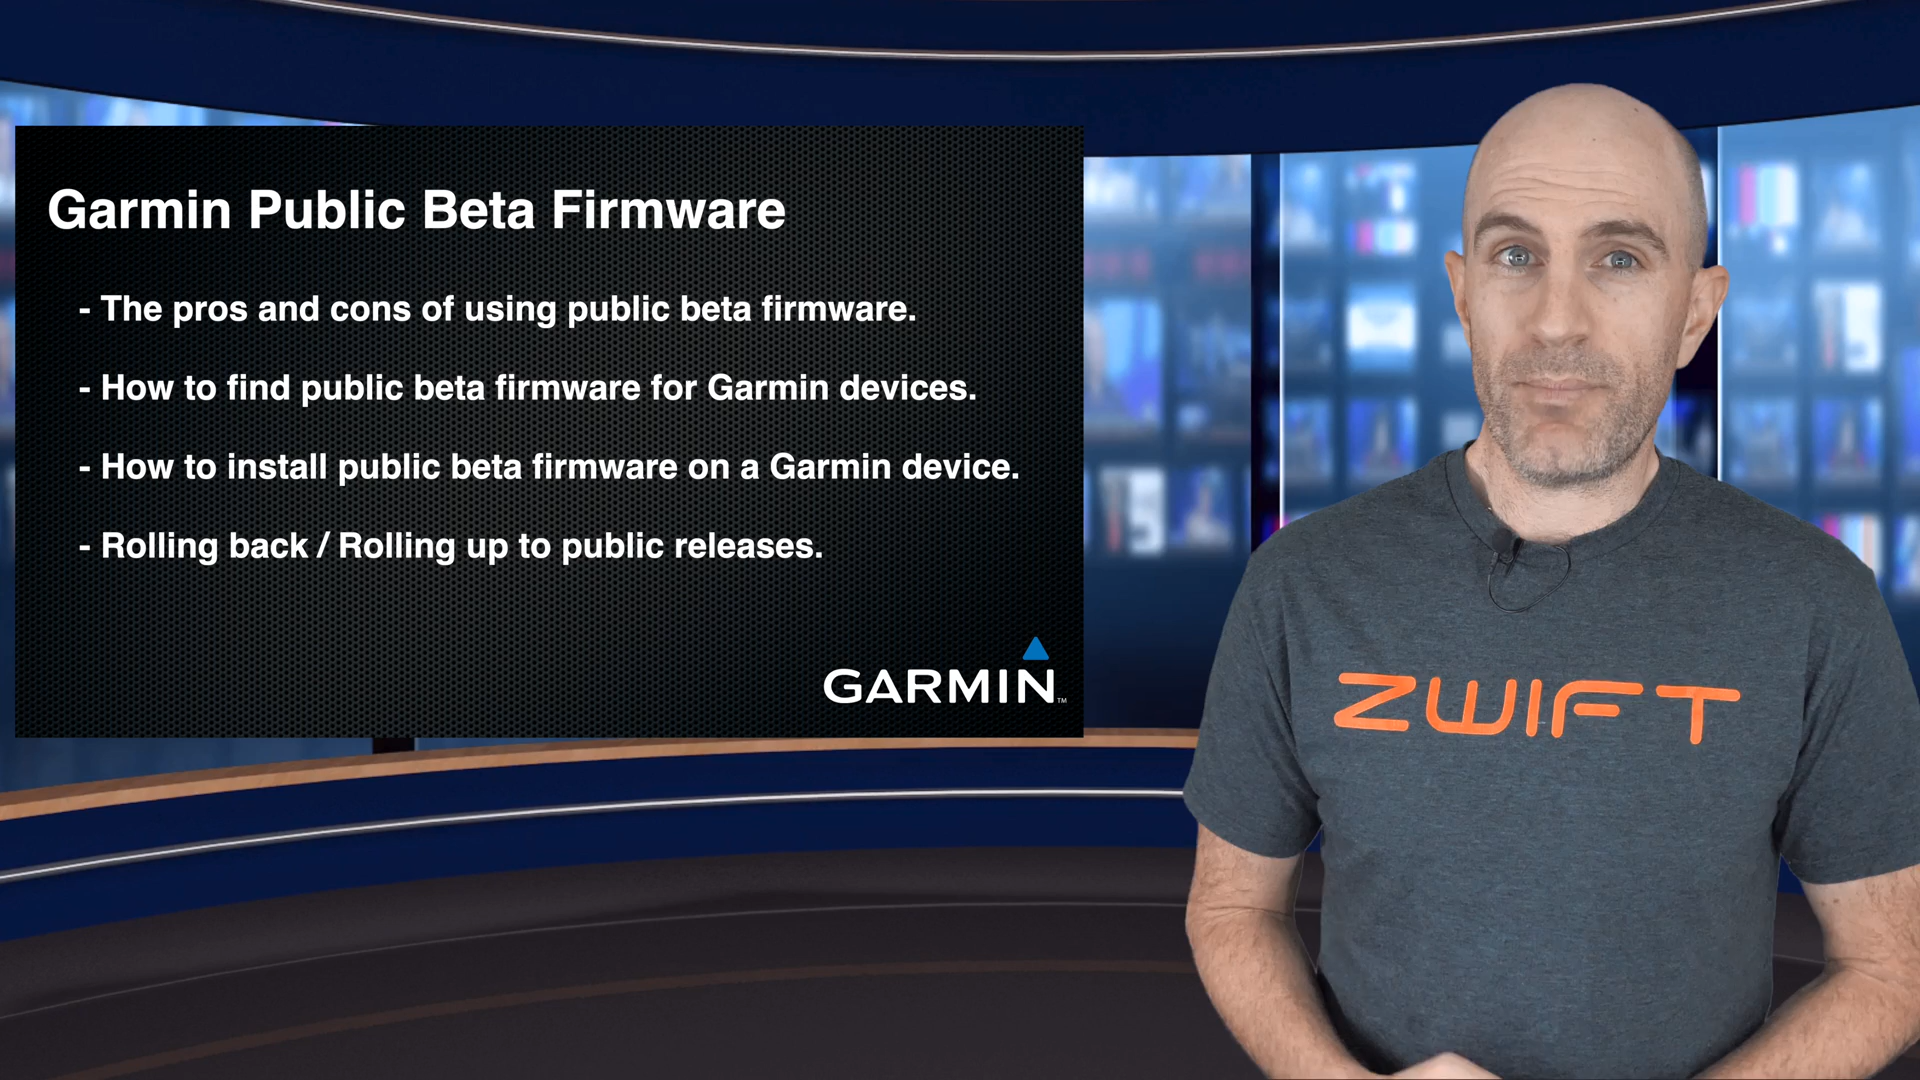 Garmin Public Beta Firmware
- The pros and cons of using public beta firmware.
- How to find public beta firmware for Garmin devices.
- How to install public beta firmware on a Garmin device.
- Rolling back / Rolling up to public releases.
GARMIN™
ZWIFT